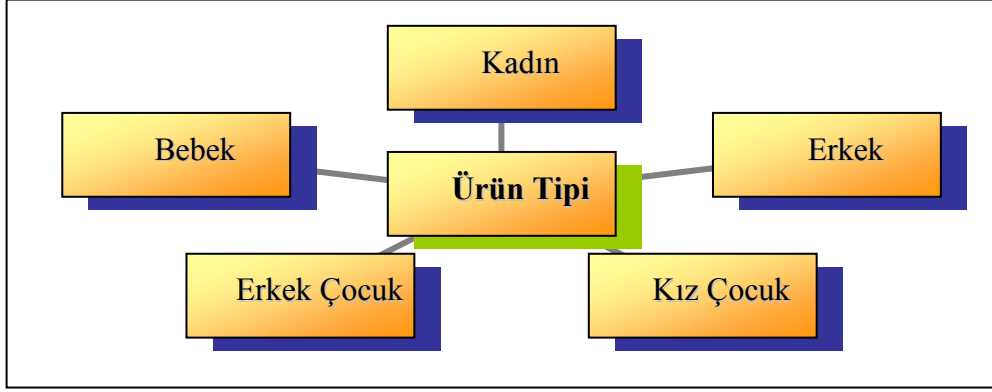 Kadın
Bebek
Erkek
Ürün Tipi
Erkek Çocuk
Kız Çocuk